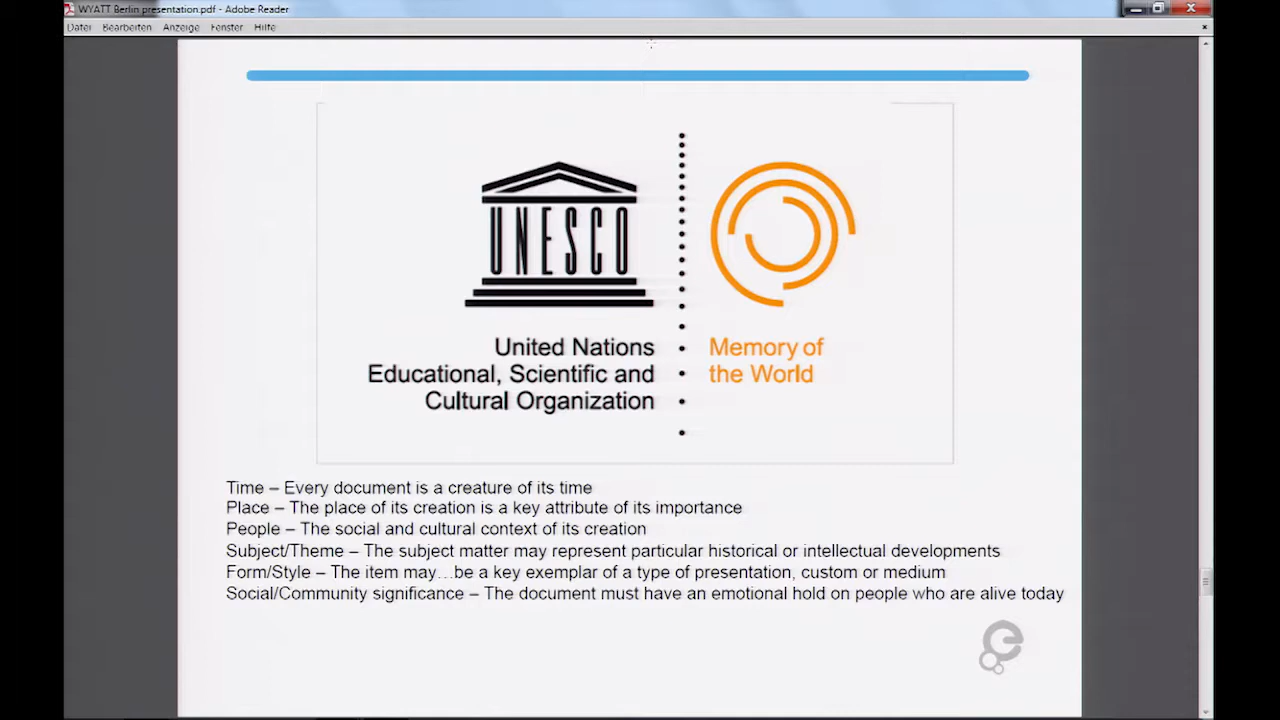 WYATT Berlin presentation.pdf - Adobe Reader
Datei Bearbeiten Anzeige Fenster Hilfe
UNESCO
United Nations
Educational, Scientific and
Cultural Organization
Memory of
the World
Time – Every document is a creature of its time
Place – The place of its creation is a key attribute of its importance
People – The social and cultural context of its creation
Subject/Theme – The subject matter may represent particular historical or intellectual developments
Form/Style – The item may…be a key exemplar of a type of presentation, custom or medium
Social/Community significance – The document must have an emotional hold on people who are alive today